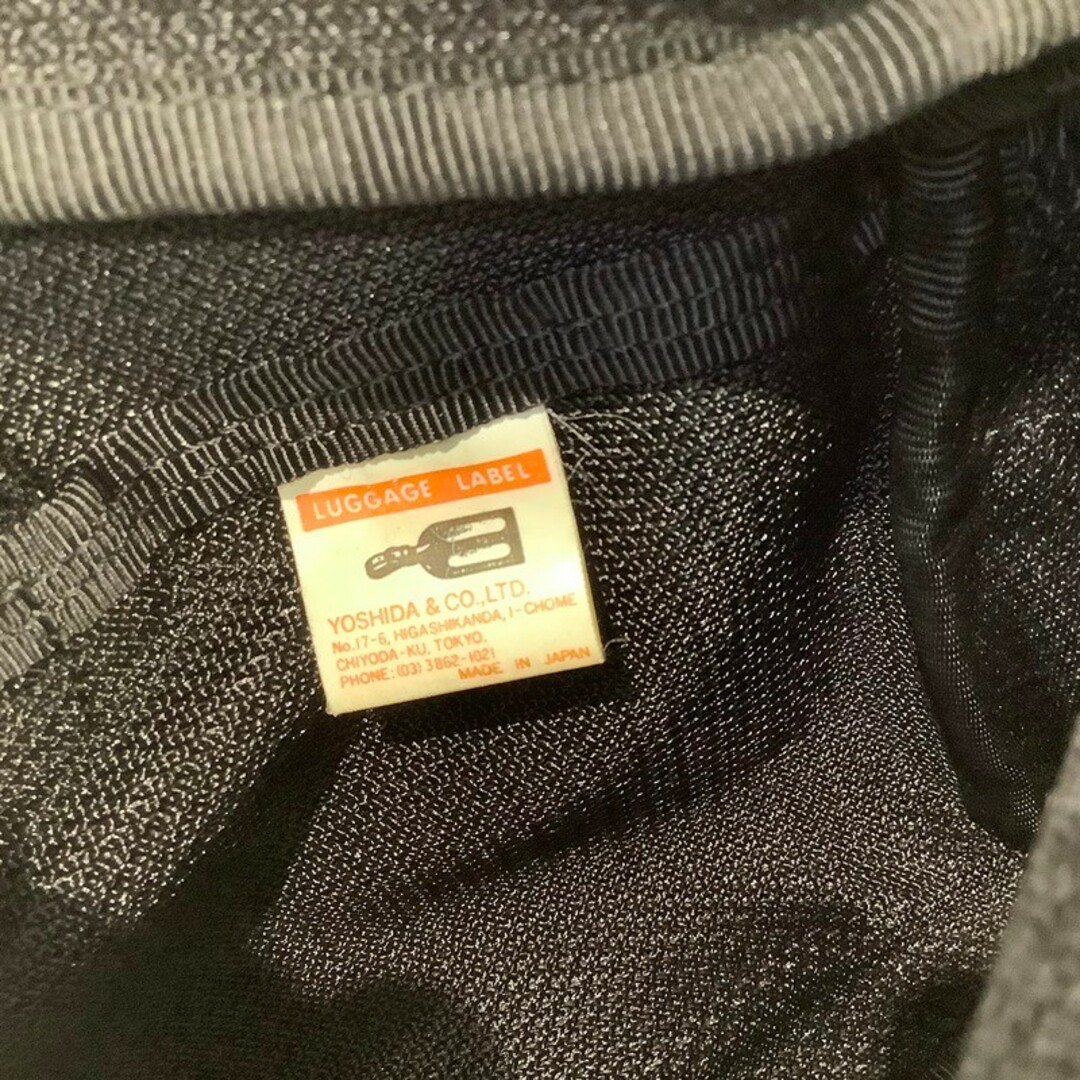 LUGGAGE LABEL
YOSHIDA & CO.,LTD.
No.17-6, HIGASHIKANDA, 1-CHOME
CHIYODA-KU, TOKYO.
PHONE: (03) 3862-1021
MADE IN JAPAN